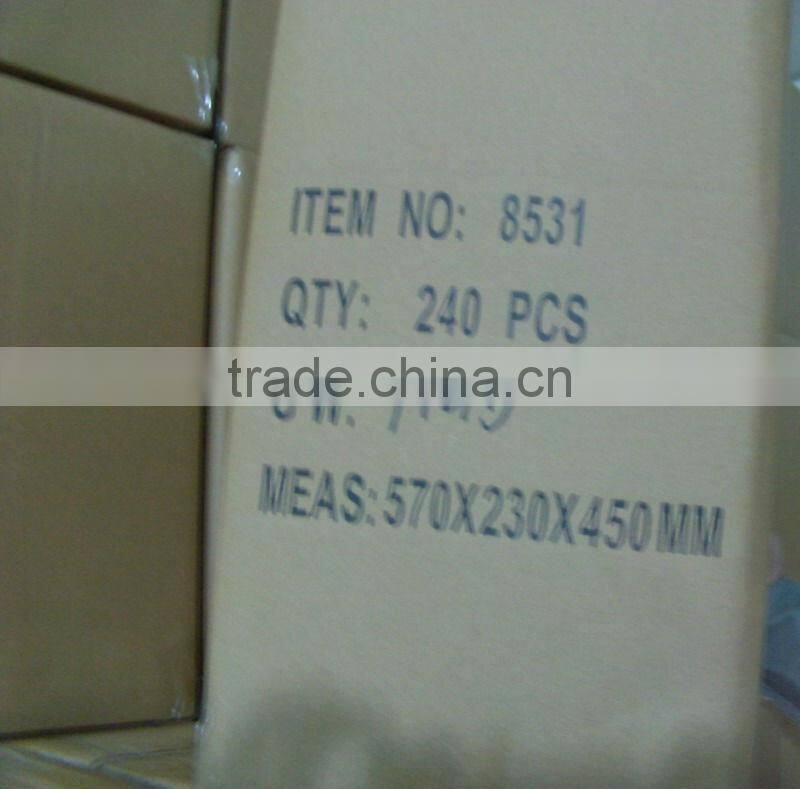 ITEM NO: 8531
QTY: 240 PCS
trade.china.cn
MEAS: 570X230X450MM